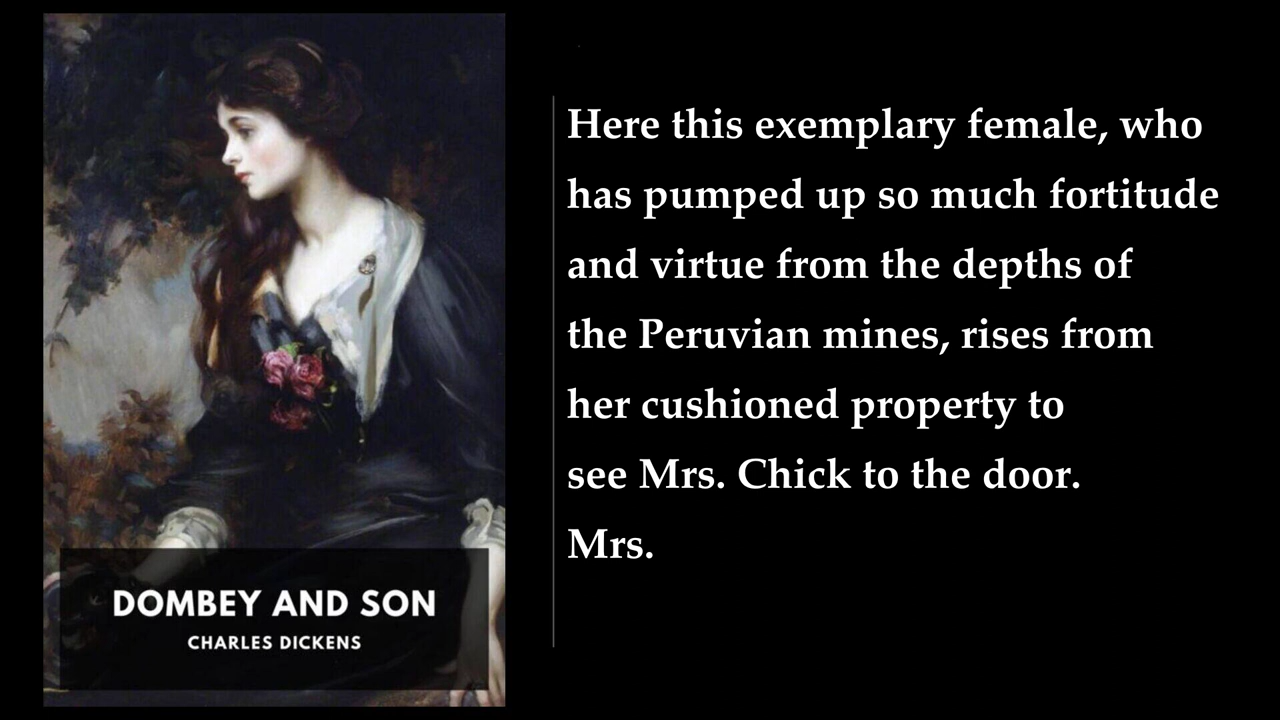 DOMBEY AND SON
CHARLES DICKENS
Here this exemplary female, who
has pumped up so much fortitude
and virtue from the depths of
the Peruvian mines, rises from
her cushioned property to
see Mrs. Chick to the door.
Mrs.